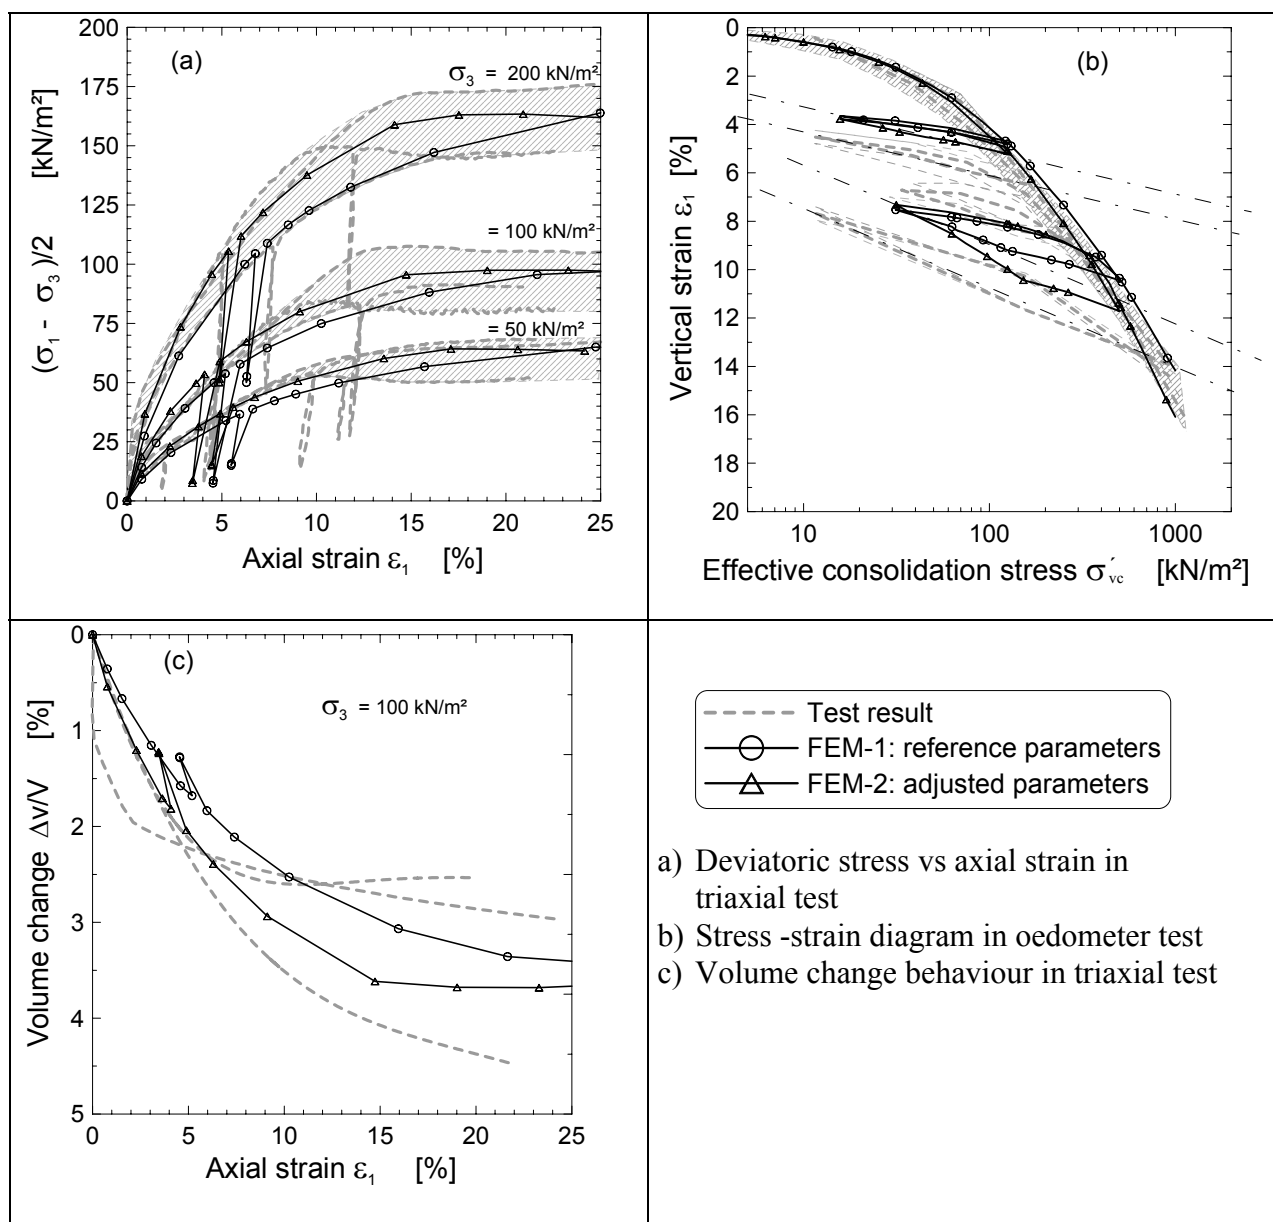 (a)
σ3 = 200 kN/m²
= 100 kN/m²
= 50 kN/m²
200
175
150
125
100
75
50
25
0
(σ1 - σ3)/2 [kN/m²]
0 5 10 15 20 25
Axial strain ε1 [%]
(b)
0
2
4
6
8
10
12
14
16
18
20
Vertical strain ε1 [%]
10 100 1000
Effective consolidation stress σ´vc [kN/m²]
(c)
σ3 = 100 kN/m²
0
1
2
3
4
5
Volume change Δv/V [%]
0 5 10 15 20 25
Axial strain ε1 [%]
Test result
FEM-1: reference parameters
FEM-2: adjusted parameters
a) Deviatoric stress vs axial strain in
triaxial test
b) Stress -strain diagram in oedometer test
c) Volume change behaviour in triaxial test